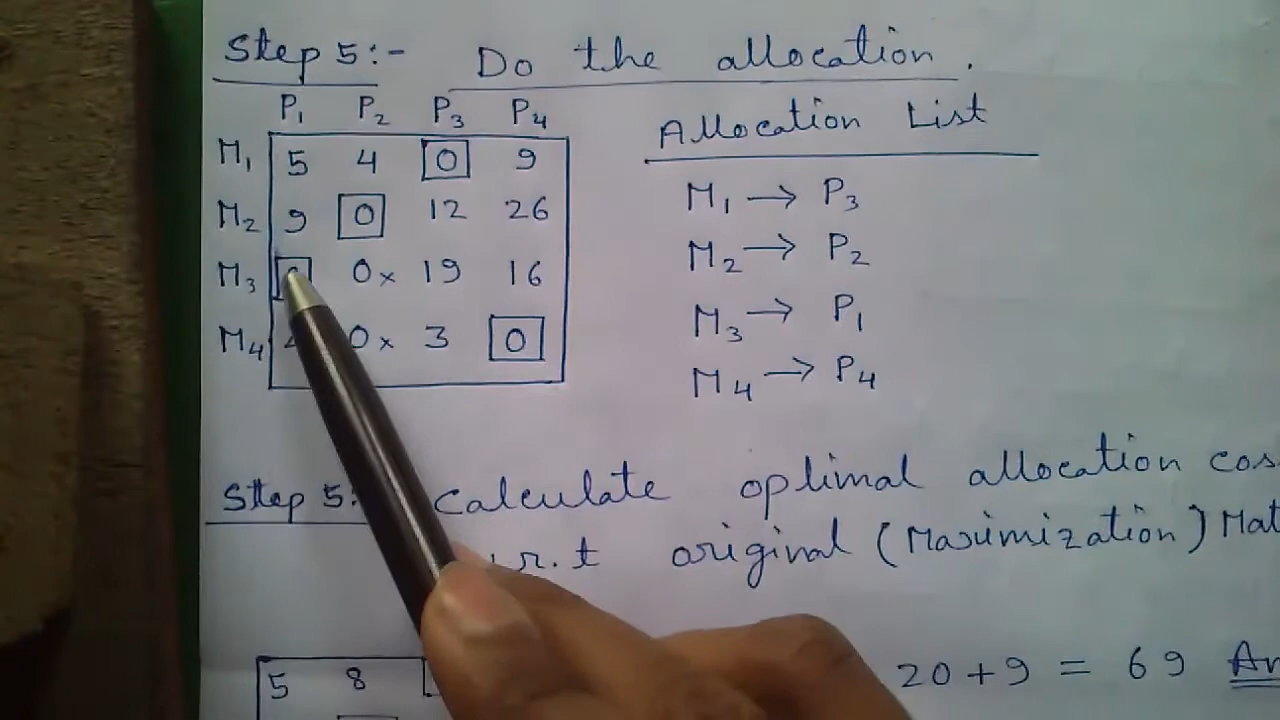 Step 5:- Do the allocation.
P1 P2 P3 P4
M1 5 4 0 9
M2 9 0 12 26
M3 0x 19 16
M4 0x 3 0
Allocation List
M1 → P3
M2 → P2
M3 → P1
M4 → P4
Step 5: Calculate optimal allocation cos
.r.t original (Maximization) Mat
5 8
20+9 = 69 An